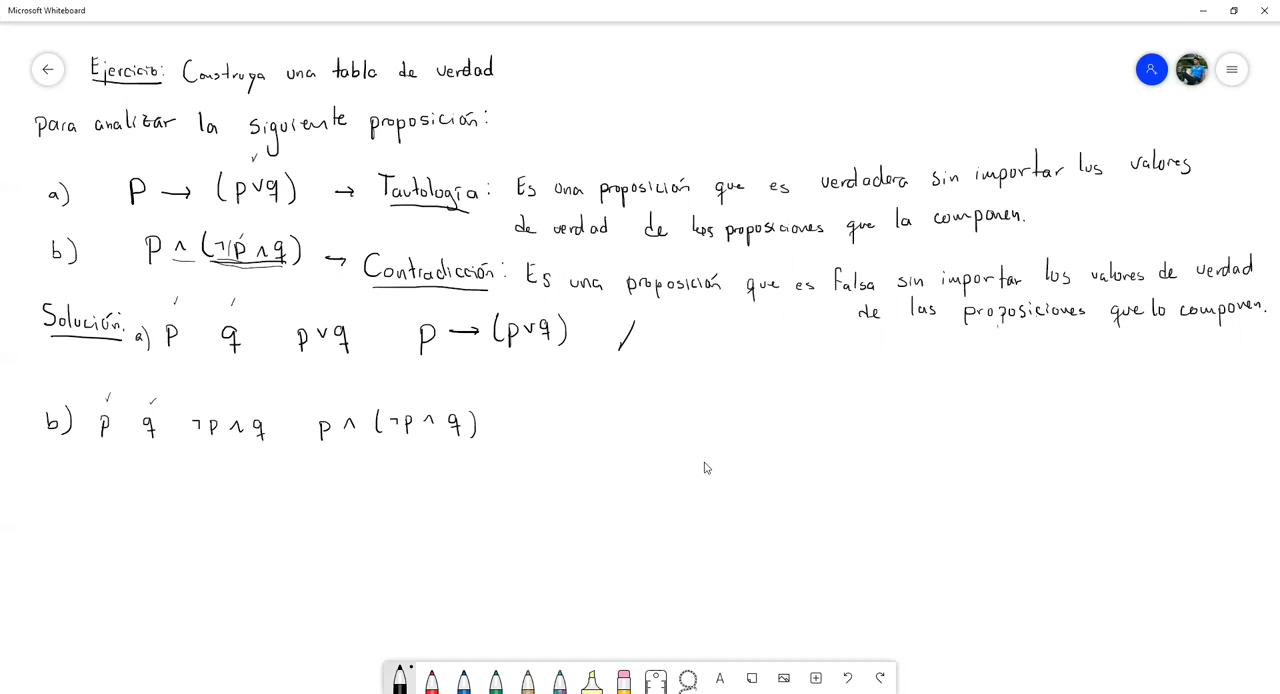 Microsoft Whiteboard
Ejercicio: Construya una tabla de verdad
para analizar la siguiente proposición:
a) p → (p ∨ q) → Tautología: Es una proposición que es verdadera sin importar los valores
de verdad de las proposiciones que la componen.
b) p ∧ (¬p ∧ q) → Contradicción: Es una proposición que es falsa sin importar los valores de verdad
de las proposiciones que lo componen.
Solución: a) p q p ∨ q p → (p ∨ q) /
b) p q ¬p ∧ q p ∧ (¬p ∧ q)
A